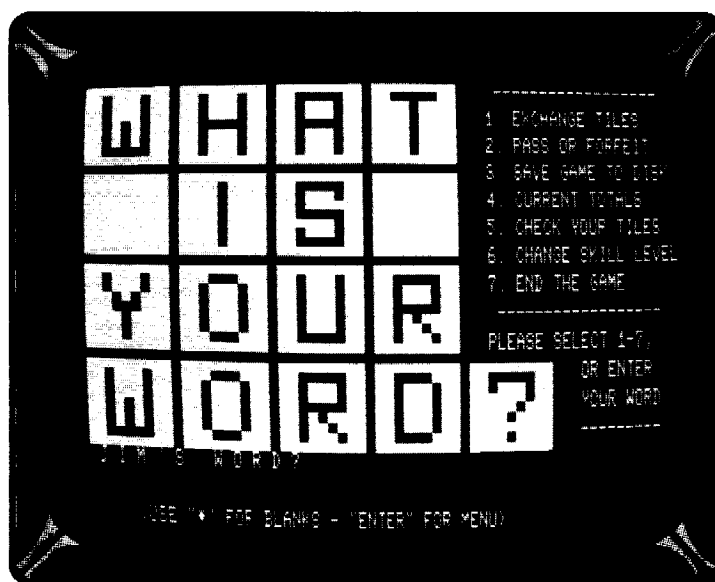 WHAT
IS
YOUR
WORD?
JIM'S WORD?
1. EXCHANGE TILES
2. PASS OR FORFEIT
3. SAVE GAME TO DISK
4. CURRENT TOTALS
5. CHECK YOUR TILES
6. CHANGE SKILL LEVEL
7. END THE GAME
PLEASE SELECT 1-7,
OR ENTER
YOUR WORD
(USE "*" FOR BLANKS - "ENTER" FOR MENU)